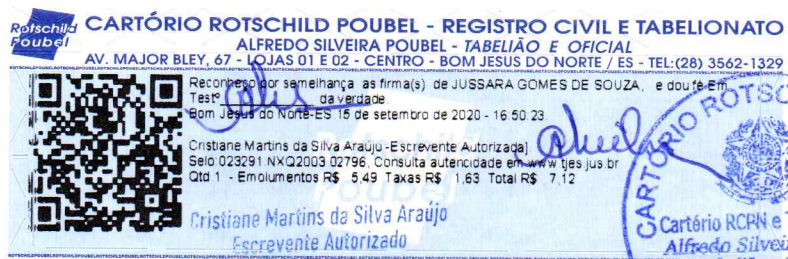 Rotschild
Poubel
CARTÓRIO ROTSCHILD POUBEL - REGISTRO CIVIL E TABELIONATO
ALFREDO SILVEIRA POUBEL - TABELIÃO E OFICIAL
AV. MAJOR BLEY, 67 - LOJAS 01 E 02 - CENTRO - BOM JESUS DO NORTE / ES - TEL:(28) 3562-1329
Reconheço por semelhança as firma(s) de JUSSARA GOMES DE SOUZA, e dou fé Em
Testº da verdade
Bom Jesus do Norte-ES 15 de setembro de 2020 - 16:50:23
Cristiane Martins da Silva Araújo -Escrevente Autorizada]
Selo 023291 NXQ2003 02796, Consulta autencidade em www tjes jus br
Qtd 1 - Emolumentos R$ 5,49 Taxas R$ 1,63 Total R$ 7,12
Cristiane Martins da Silva Araújo
Escrevente Autorizado
CARTÓRIO ROTSC
Cartório RCPN e T
Alfredo Silvei